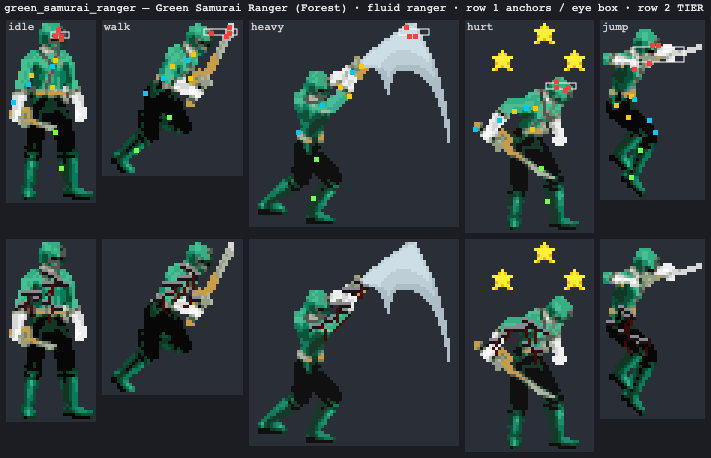 green_samurai_ranger — Green Samurai Ranger (Forest) · fluid ranger · row 1 anchors / eye box · row 2 TIER
idle
walk
heavy
hurt
jump